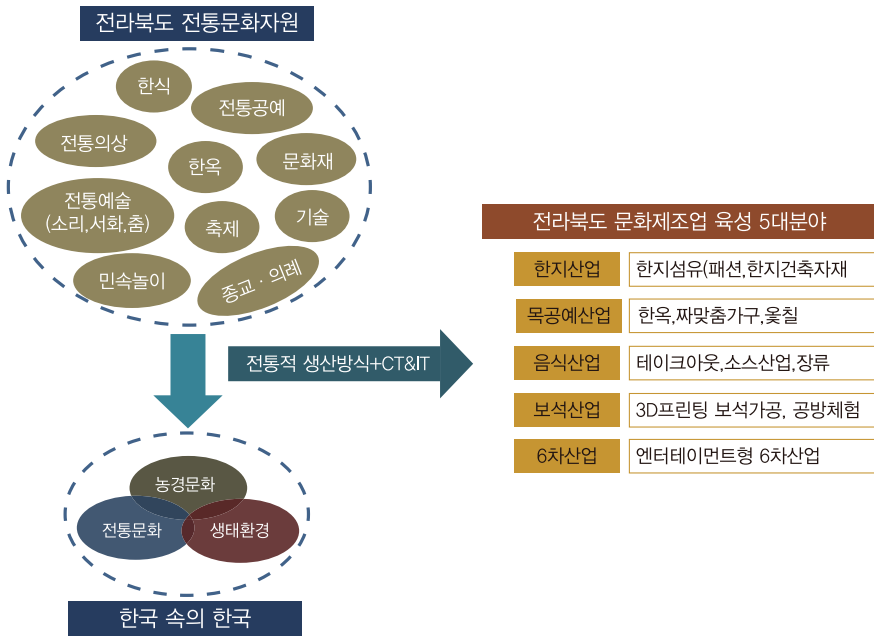 전라북도 전통문화자원
한식
전통공예
전통의상
한옥
문화재
전통예술
(소리,서화,춤)
축제
기술
민속놀이
종교·의례
전통적 생산방식+CT&IT
농경문화
전통문화
생태환경
한국 속의 한국
전라북도 문화제조업 육성 5대분야
한지산업 한지섬유(패션,한지건축자재
목공예산업 한옥,짜맞춤가구,옻칠
음식산업 테이크아웃,소스산업,장류
보석산업 3D프린팅 보석가공, 공방체험
6차산업 엔터테이먼트형 6차산업